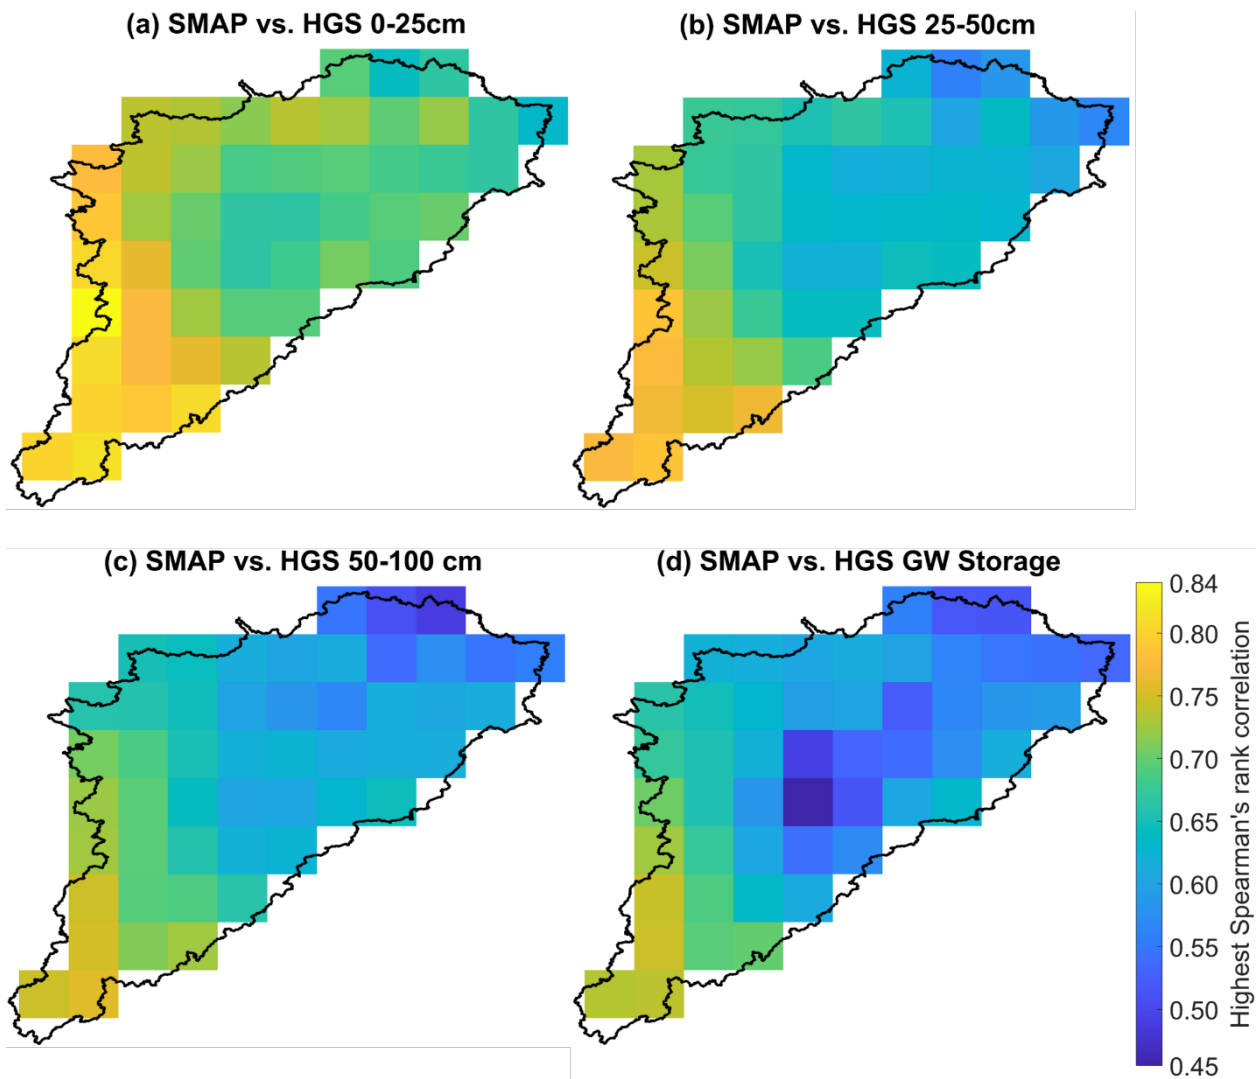 (a) SMAP vs. HGS 0-25cm
(b) SMAP vs. HGS 25-50cm
(c) SMAP vs. HGS 50-100 cm
(d) SMAP vs. HGS GW Storage
0.84
0.80
0.75
0.70
0.65
0.60
0.55
0.50
0.45
Highest Spearman's rank correlation